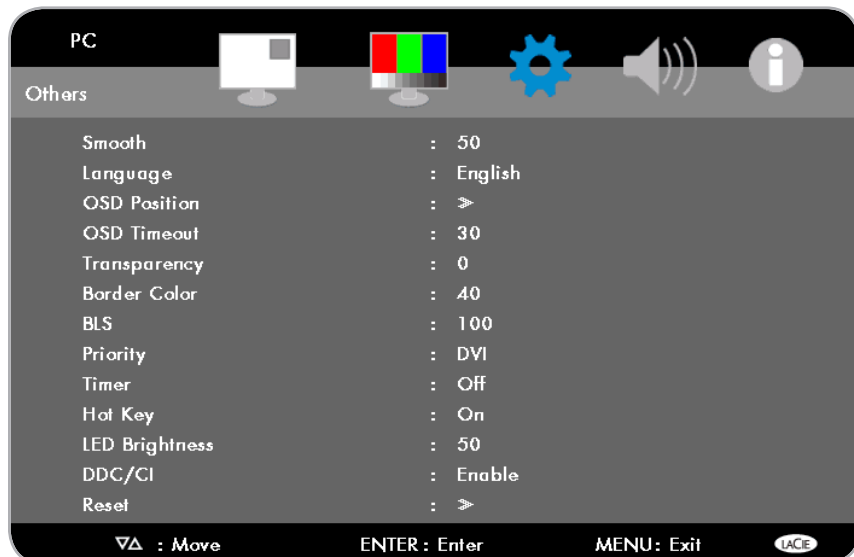 PC
Others
Smooth : 50
Language : English
OSD Position : ≫
OSD Timeout : 30
Transparency : 0
Border Color : 40
BLS : 100
Priority : DVI
Timer : Off
Hot Key : On
LED Brightness : 50
DDC/CI : Enable
Reset : ≫
▽△ : Move ENTER : Enter MENU : Exit LACIE